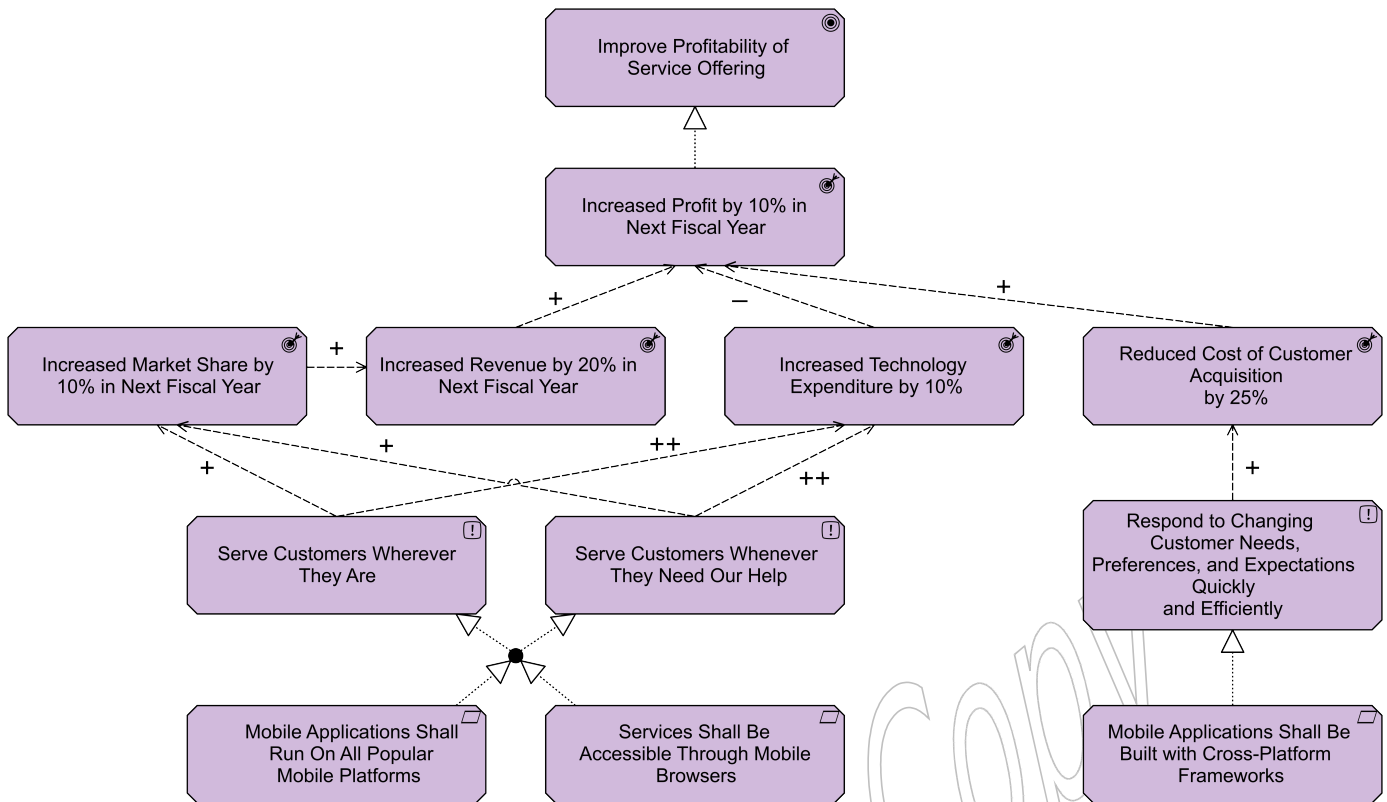 Improve Profitability of
Service Offering
Increased Profit by 10% in
Next Fiscal Year
+
–
+
Increased Market Share by
10% in Next Fiscal Year
+
Increased Revenue by 20% in
Next Fiscal Year
Increased Technology
Expenditure by 10%
Reduced Cost of Customer
Acquisition
by 25%
+
+
++
++
+
Serve Customers Wherever
They Are
!
Serve Customers Whenever
They Need Our Help
!
Respond to Changing
Customer Needs,
Preferences, and Expectations
Quickly
and Efficiently
!
Mobile Applications Shall
Run On All Popular
Mobile Platforms
Services Shall Be
Accessible Through Mobile
Browsers
Mobile Applications Shall Be
Built with Cross-Platform
Frameworks
Copy